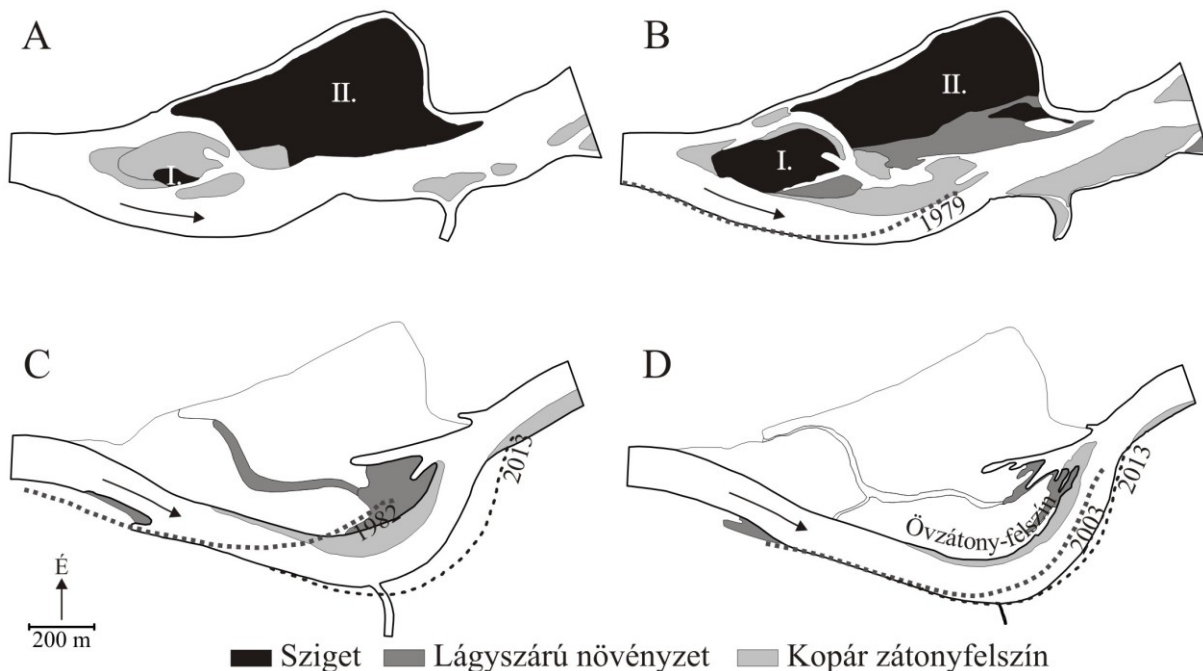 A
I.
II.
B
I.
II.
1979
C
1982
2013
D
Övzátony-felszín
2003
2013
É
200 m
Sziget
Lágyszárú növényzet
Kopár zátonyfelszín